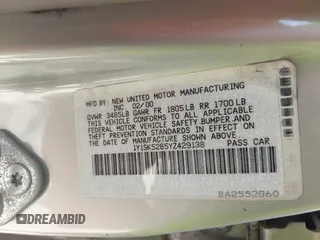 MFD BY: NEW UNITED MOTOR MANUFACTURING
INC 02/00
GVWR 3485LB GAWR FR 1805LB RR 1700LB
THIS VEHICLE CONFORMS TO ALL APPLICABLE
FEDERAL MOTOR VEHICLE SAFETY, BUMPER, AND
THEFT PREVENTION STANDARDS IN EFFECT ON
THE DATE OF MANUFACTURE SHOWN ABOVE.
1Y1SK5285YZ429138 PASS CAR
BA2552860
DREAMBID